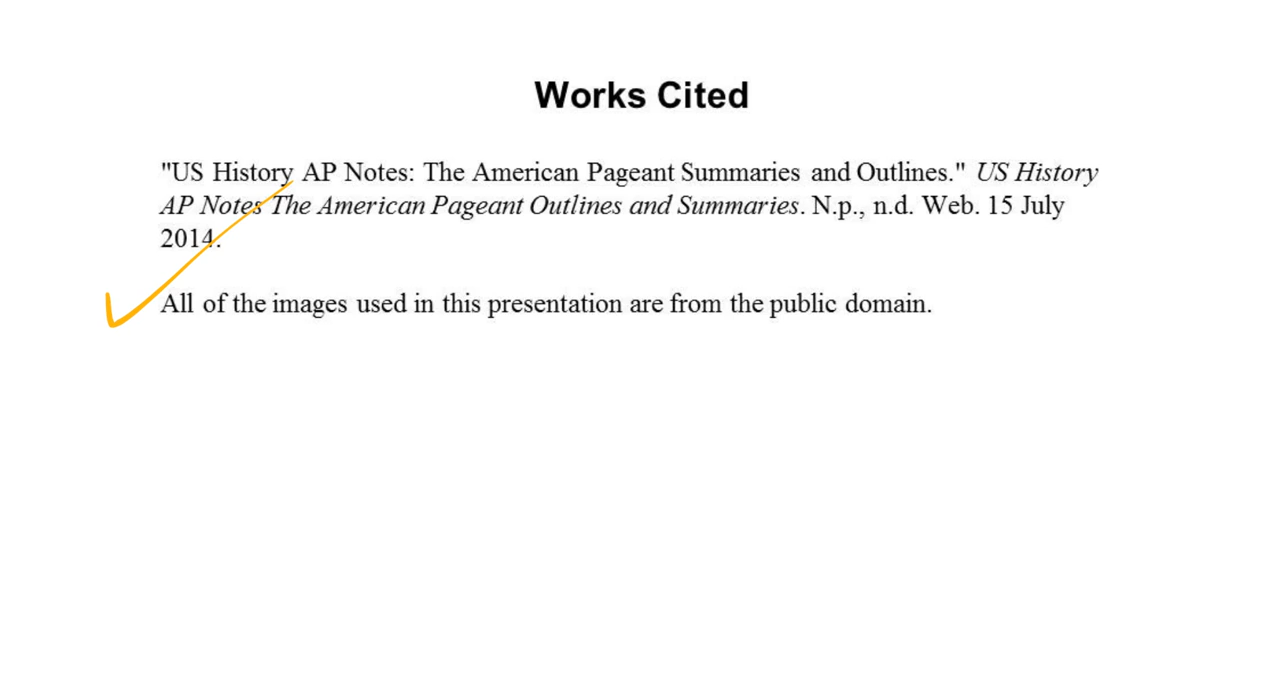 Works Cited
"US History AP Notes: The American Pageant Summaries and Outlines." US History
AP Notes The American Pageant Outlines and Summaries. N.p., n.d. Web. 15 July
2014.
All of the images used in this presentation are from the public domain.